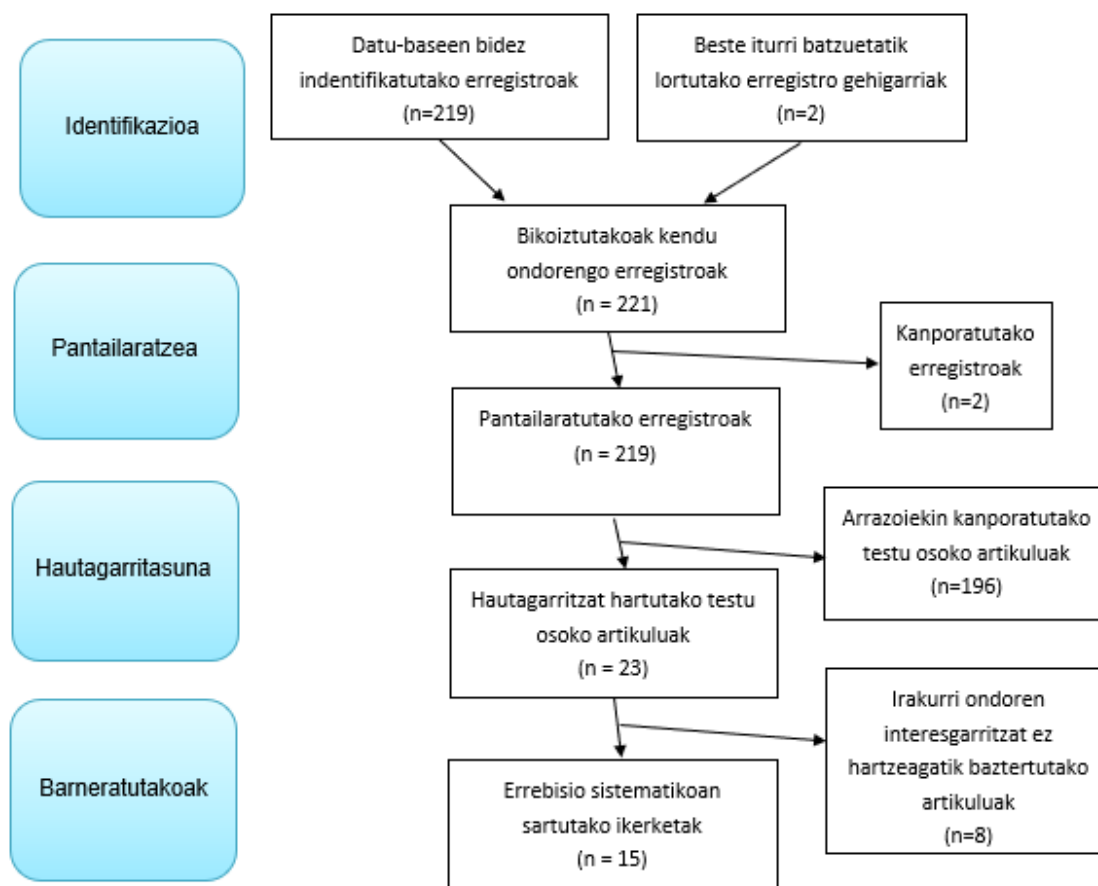 Datu-baseen bidez
indentifikatutako erregistroak
(n=219)
Beste iturri batzuetatik
lortutako erregistro gehigarriak
(n=2)
Identifikazioa
Bikoiztutakoak kendu
ondorengo erregistroak
(n = 221)
Pantailaratzea
Kanporatutako
erregistroak
(n=2)
Pantailaratutako erregistroak
(n = 219)
Hautagarritasuna
Arrazoiekin kanporatutako
testu osoko artikuluak
(n=196)
Hautagarritzat hartutako testu
osoko artikuluak
(n = 23)
Irakurri ondoren
interesgarritzat ez
hartzeagatik baztertutako
artikuluak
(n=8)
Barneratutakoak
Errebisio sistematikoan
sartutako ikerketak
(n = 15)